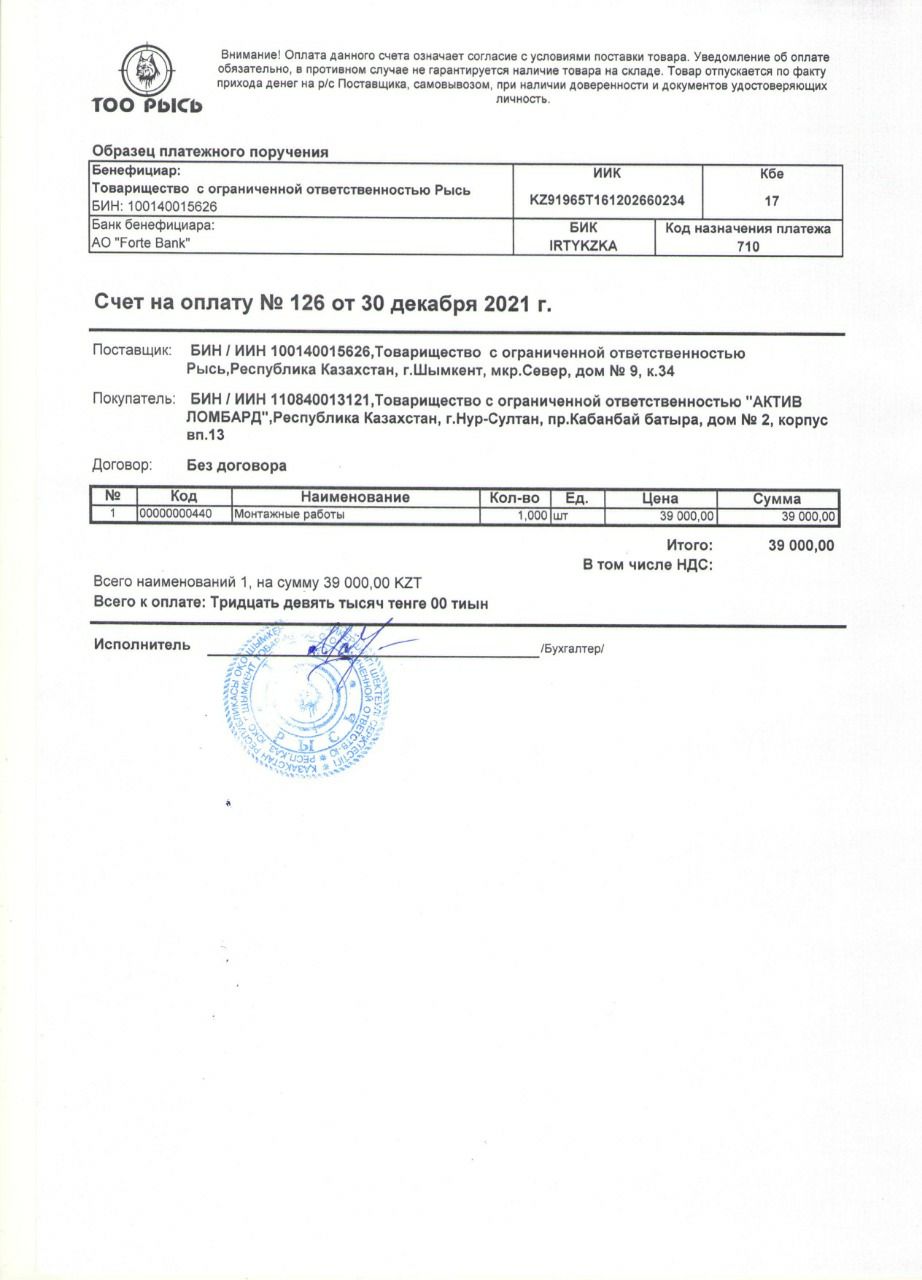 Внимание! Оплата данного счета означает согласие с условиями поставки товара. Уведомление об оплате
обязательно, в противном случае не гарантируется наличие товара на складе. Товар отпускается по факту
прихода денег на р/с Поставщика, самовывозом, при наличии доверенности и документов удостоверяющих
личность.
ТОО РЫСЬ
Образец платежного поручения
Бенефициар: ИИК Кбе
Товарищество с ограниченной ответственностью Рысь KZ91965T161202660234 17
БИН: 100140015626
Банк бенефициара: БИК Код назначения платежа
АО "Forte Bank" IRTYKZKA 710
Счет на оплату № 126 от 30 декабря 2021 г.
Поставщик: БИН / ИИН 100140015626,Товарищество с ограниченной ответственностью
Рысь,Республика Казахстан, г.Шымкент, мкр.Север, дом № 9, к.34
Покупатель: БИН / ИИН 110840013121,Товарищество с ограниченной ответственностью "АКТИВ
ЛОМБАРД",Республика Казахстан, г.Нур-Султан, пр.Кабанбай батыра, дом № 2, корпус
вп.13
Договор: Без договора
№ Код Наименование Кол-во Ед. Цена Сумма
1 00000000440 Монтажные работы 1,000 шт 39 000,00 39 000,00
Итого: 39 000,00
В том числе НДС:
Всего наименований 1, на сумму 39 000,00 KZT
Всего к оплате: Тридцать девять тысяч тенге 00 тиын
Исполнитель /Бухгалтер/
РЫСЬ